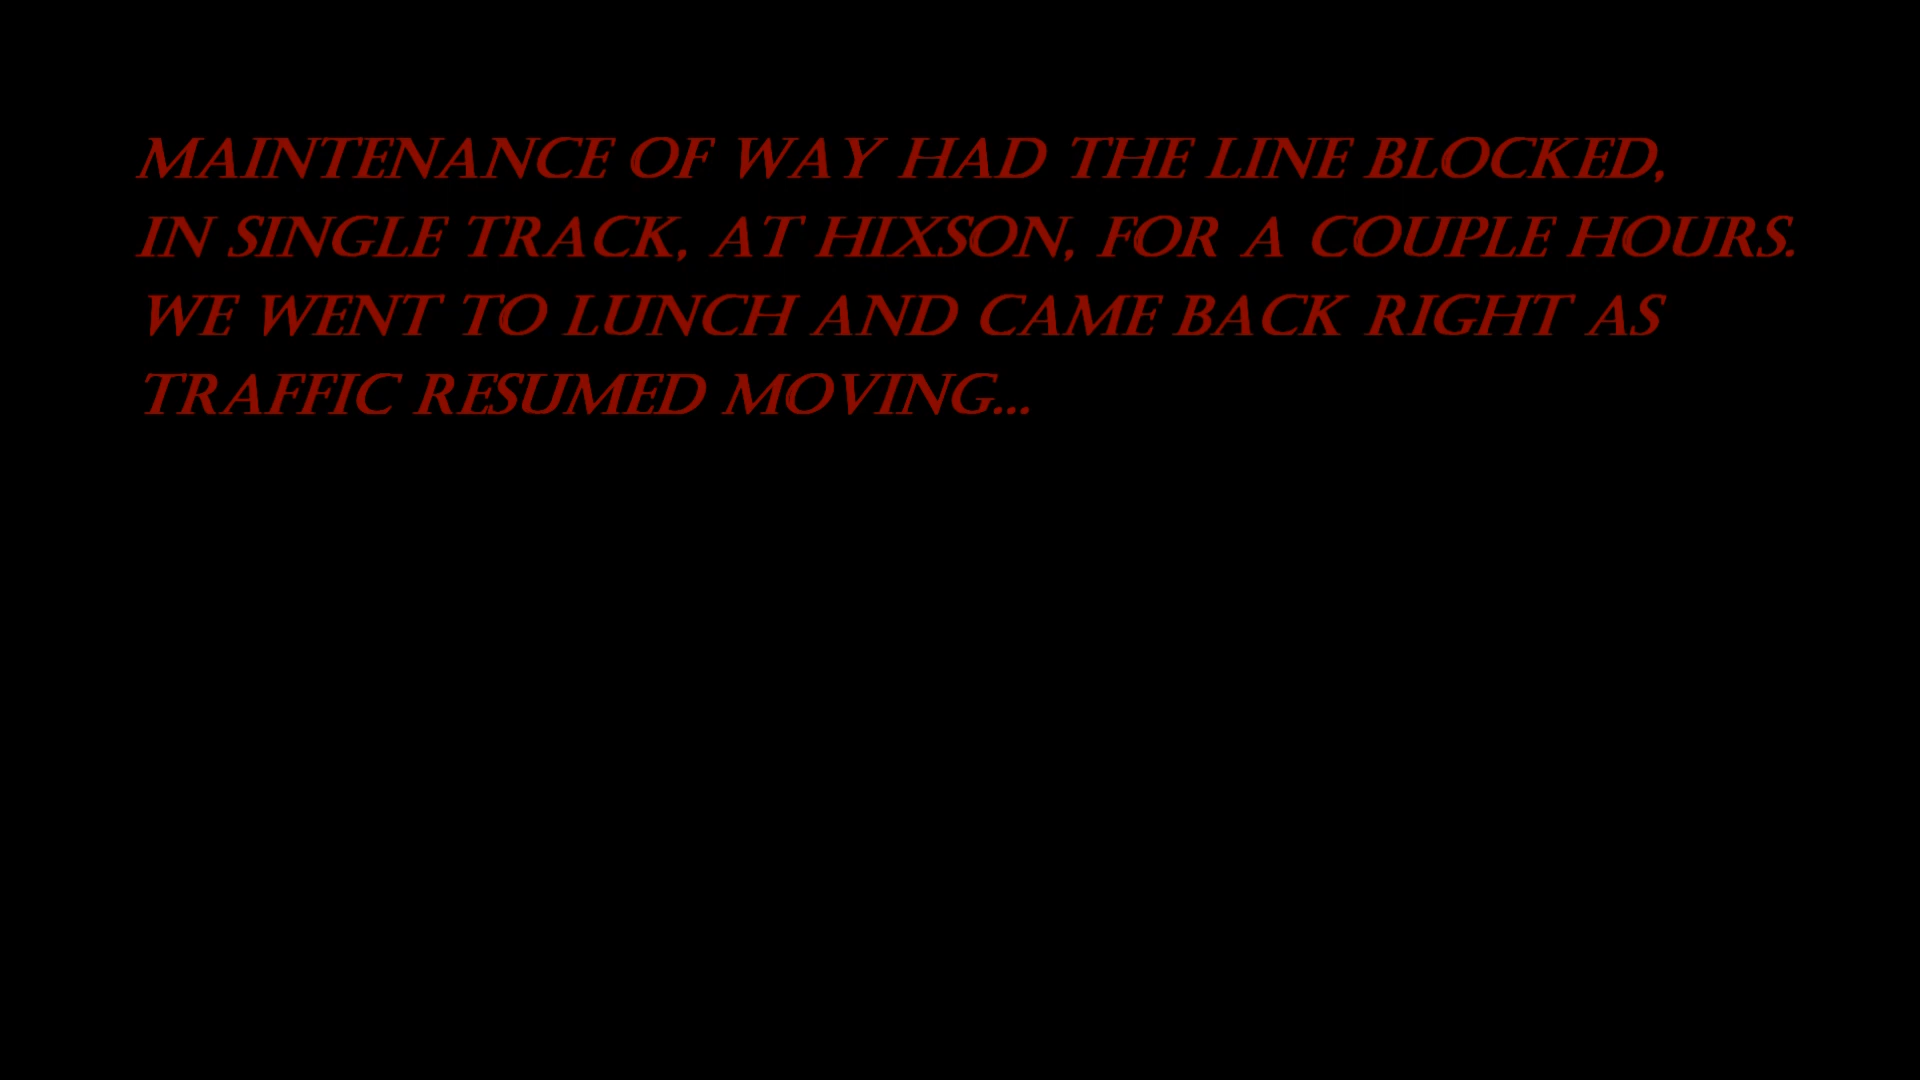 MAINTENANCE OF WAY HAD THE LINE BLOCKED,
IN SINGLE TRACK, AT HIXSON, FOR A COUPLE HOURS.
WE WENT TO LUNCH AND CAME BACK RIGHT AS
TRAFFIC RESUMED MOVING...